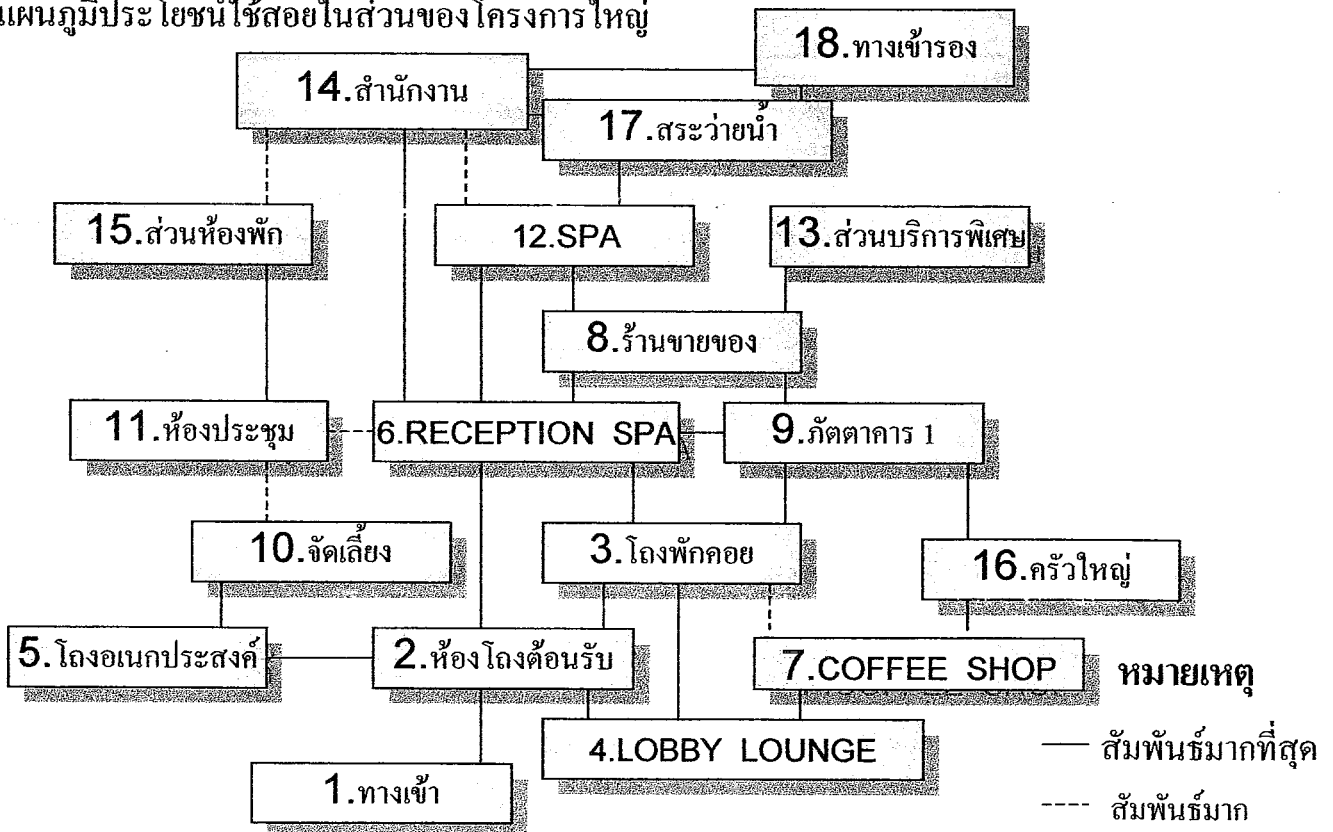 แผนภูมิประโยชน์ใช้สอยในส่วนของโครงการใหญ่
18.ทางเข้ารอง
14.สำนักงาน
17.สระว่ายน้ำ
15.ส่วนห้องพัก
12.SPA
13.ส่วนบริการพิเศษ
8.ร้านขายของ
11.ห้องประชุม
6.RECEPTION SPA
9.ภัตตาคาร 1
10.จัดเลี้ยง
3.โถงพักคอย
16.ครัวใหญ่
5.โถงอเนกประสงค์
2.ห้องโถงต้อนรับ
7.COFFEE SHOP
หมายเหตุ
4.LOBBY LOUNGE
สัมพันธ์มากที่สุด
1.ทางเข้า
สัมพันธ์มาก